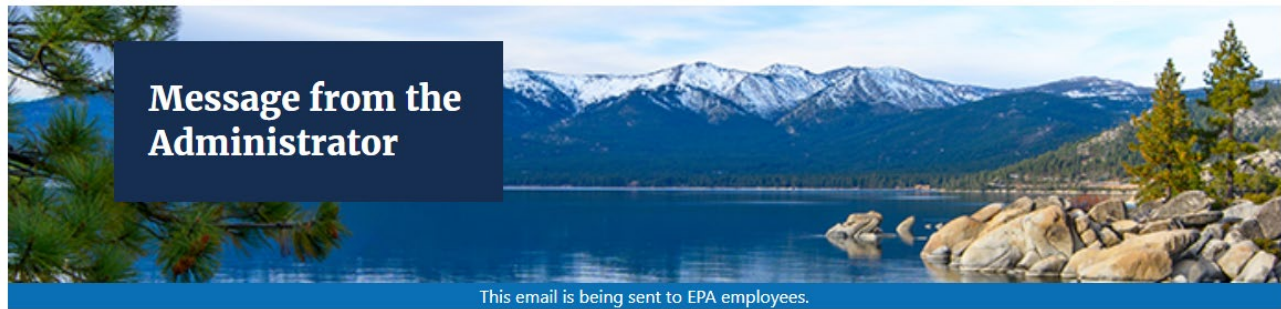 Message from the
Administrator
This email is being sent to EPA employees.